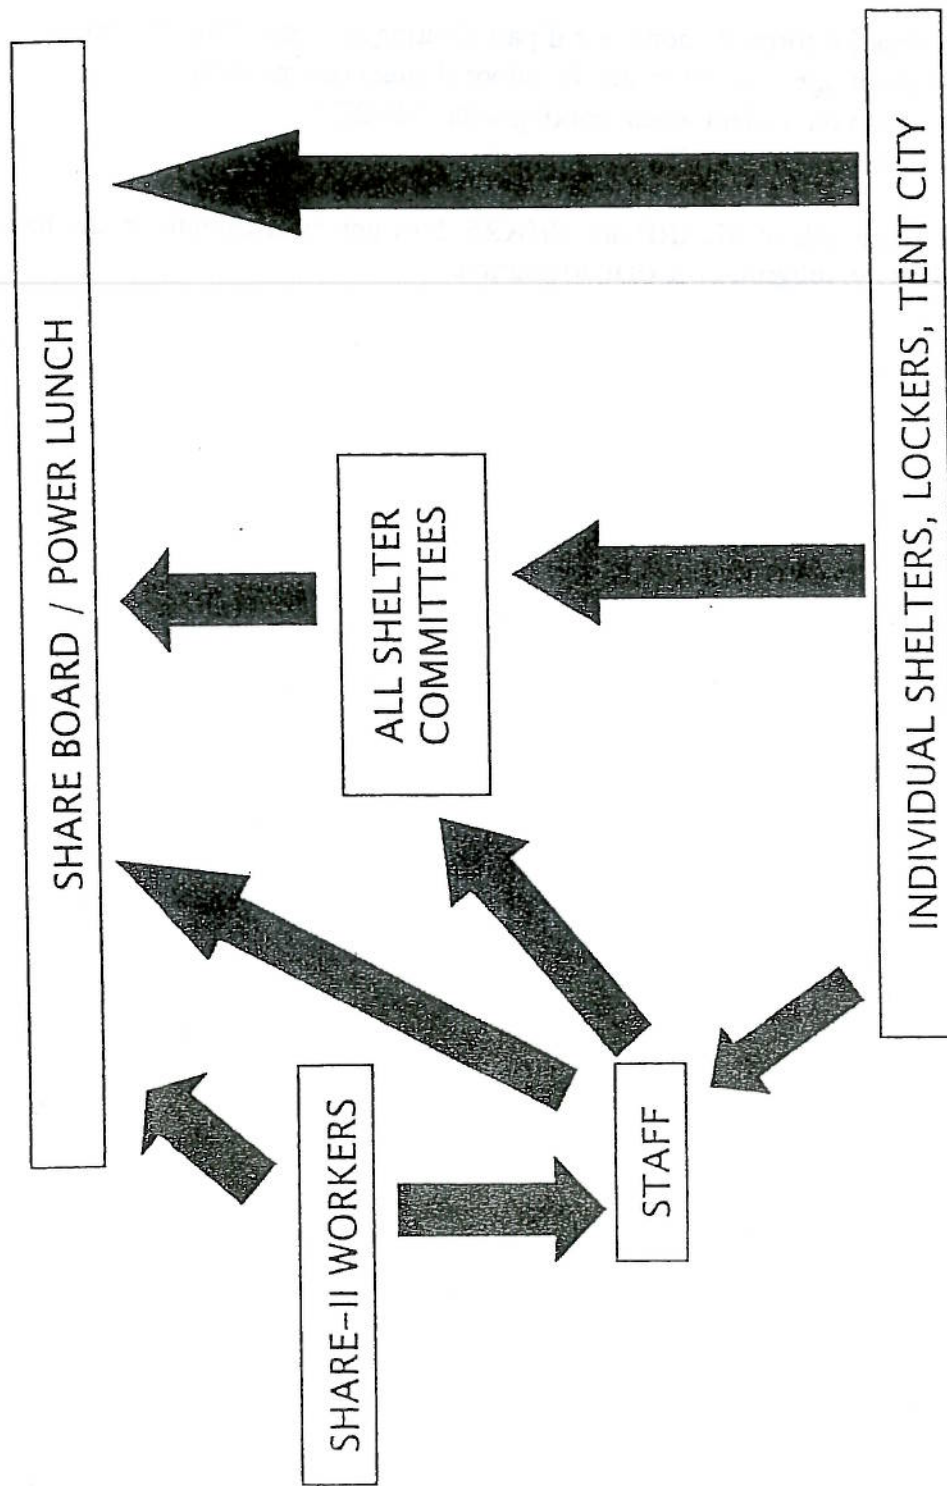 SHARE BOARD / POWER LUNCH
ALL SHELTER
COMMITTEES
SHARE-II WORKERS
STAFF
INDIVIDUAL SHELTERS, LOCKERS, TENT CITY